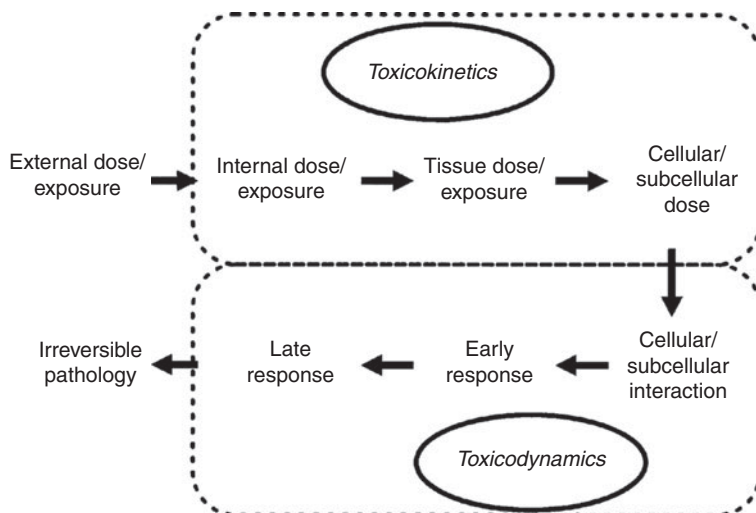 Toxicokinetics
External dose/
exposure
Internal dose/
exposure
Tissue dose/
exposure
Cellular/
subcellular
dose
Cellular/
subcellular
interaction
Early
response
Late
response
Irreversible
pathology
Toxicodynamics